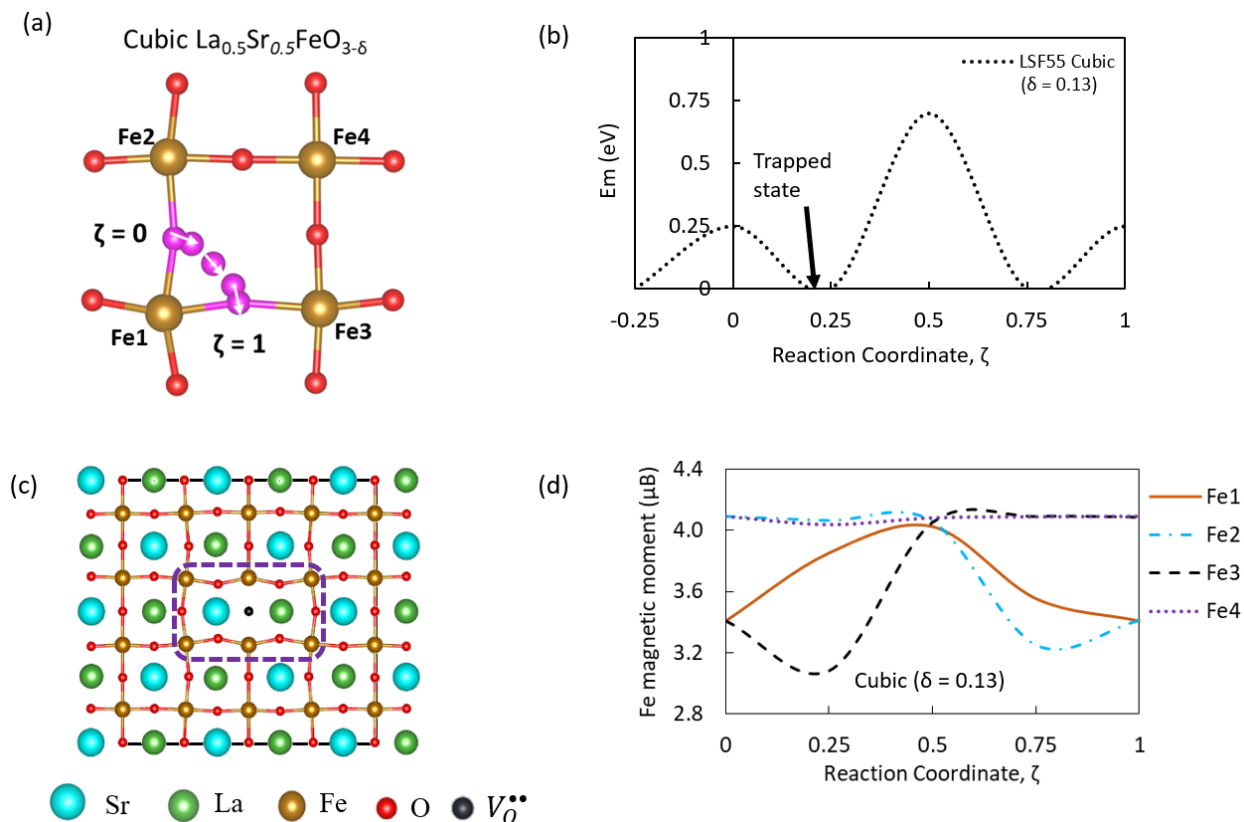 (a)
Cubic La₀.₅Sr₀.₅FeO₃₋δ
Fe2
Fe4
ζ = 0
Fe1
Fe3
ζ = 1
(b)
1
0.75
0.5
0.25
0
Em (eV)
LSF55 Cubic
(δ = 0.13)
Trapped
state
-0.25
0
0.25
0.5
0.75
1
Reaction Coordinate, ζ
(c)
Sr
La
Fe
O
V_O^••
(d)
4.4
4.0
3.6
3.2
2.8
Fe magnetic moment (μB)
Cubic (δ = 0.13)
0
0.25
0.5
0.75
1
Reaction Coordinate, ζ
Fe1
Fe2
Fe3
Fe4